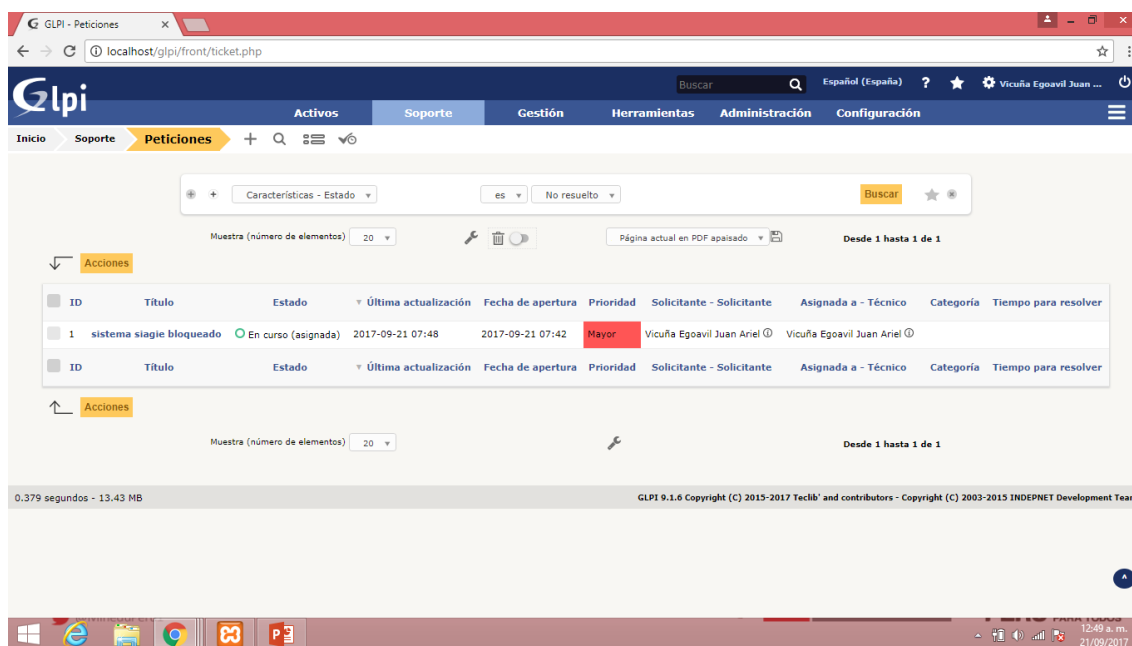 GLPI - Peticiones
localhost/glpi/front/ticket.php
Glpi
Buscar Español (España) ? Vicuña Egoavil Juan ...
Activos Soporte Gestión Herramientas Administración Configuración
Inicio Soporte Peticiones
Características - Estado es No resuelto Buscar
Muestra (número de elementos) 20 Página actual en PDF apaisado Desde 1 hasta 1 de 1
Acciones
ID Título Estado Última actualización Fecha de apertura Prioridad Solicitante - Solicitante Asignada a - Técnico Categoría Tiempo para resolver
1 sistema siagie bloqueado En curso (asignada) 2017-09-21 07:48 2017-09-21 07:42 Mayor Vicuña Egoavil Juan Ariel Vicuña Egoavil Juan Ariel
ID Título Estado Última actualización Fecha de apertura Prioridad Solicitante - Solicitante Asignada a - Técnico Categoría Tiempo para resolver
Acciones
Muestra (número de elementos) 20 Desde 1 hasta 1 de 1
0.379 segundos - 13.43 MB GLPI 9.1.6 Copyright (C) 2015-2017 Teclib' and contributors - Copyright (C) 2003-2015 INDEPNET Development Tear
PARA TODOS
12:49 a. m.
21/09/2017